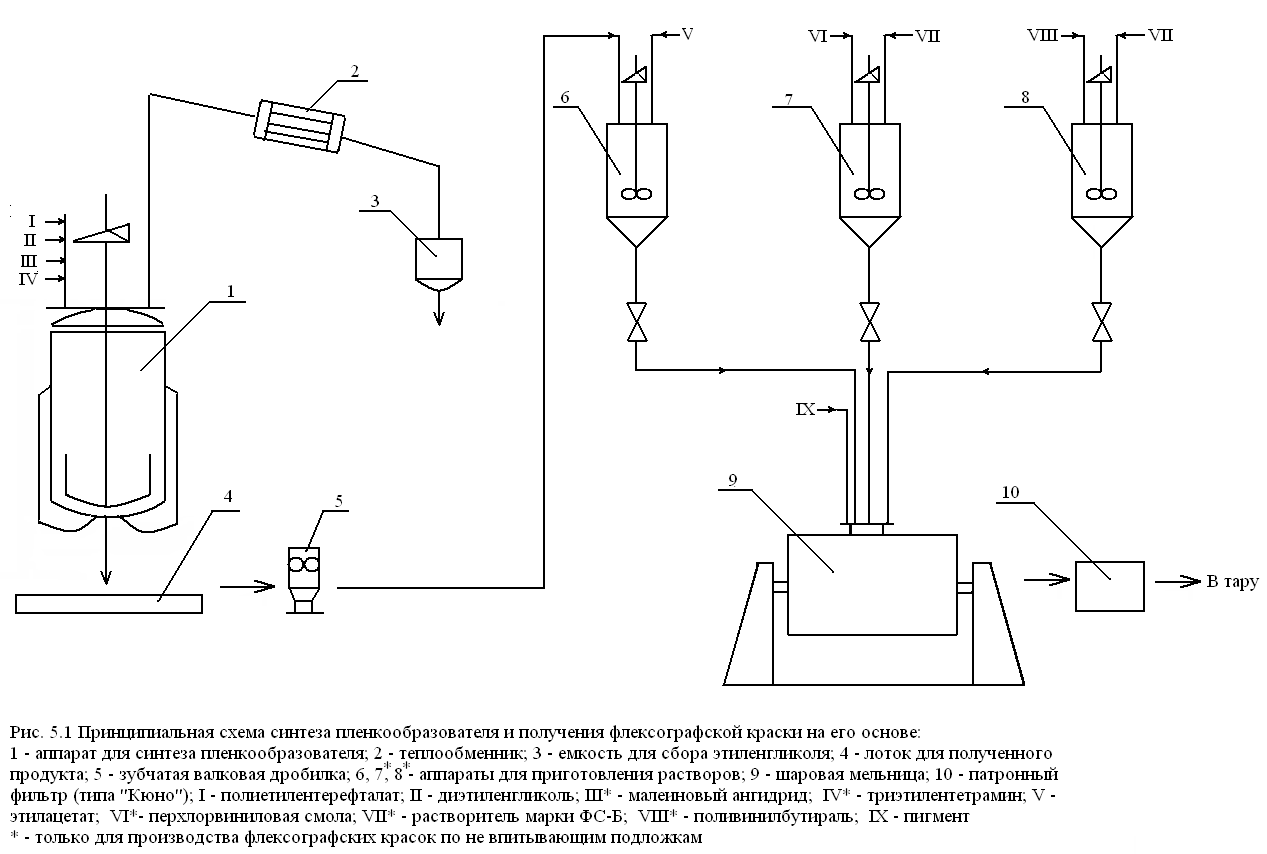 2
V
VI
VII
VIII
VII
6
7
8
3
I
II
III
IV
1
IX
9
10
4
5
В тару
Рис. 5.1 Принципиальная схема синтеза пленкообразователя и получения флексографской краски на его основе:
1 - аппарат для синтеза пленкообразователя; 2 - теплообменник; 3 - емкость для сбора этиленгликоля; 4 - лоток для полученного
продукта; 5 - зубчатая валковая дробилка; 6, 7*, 8* - аппараты для приготовления растворов; 9 - шаровая мельница; 10 - патронный
фильтр (типа "Кюно"); I - полиетилентерефталат; II - диэтиленгликоль; III* - малеиновый ангидрид; IV* - триэтилентетрамин; V -
этилацетат; VI*- перхлорвиниловая смола; VII* - растворитель марки ФС-Б; VIII* - поливинилбутираль; IX - пигмент
* - только для производства флексографских красок по не впитывающим подложкам